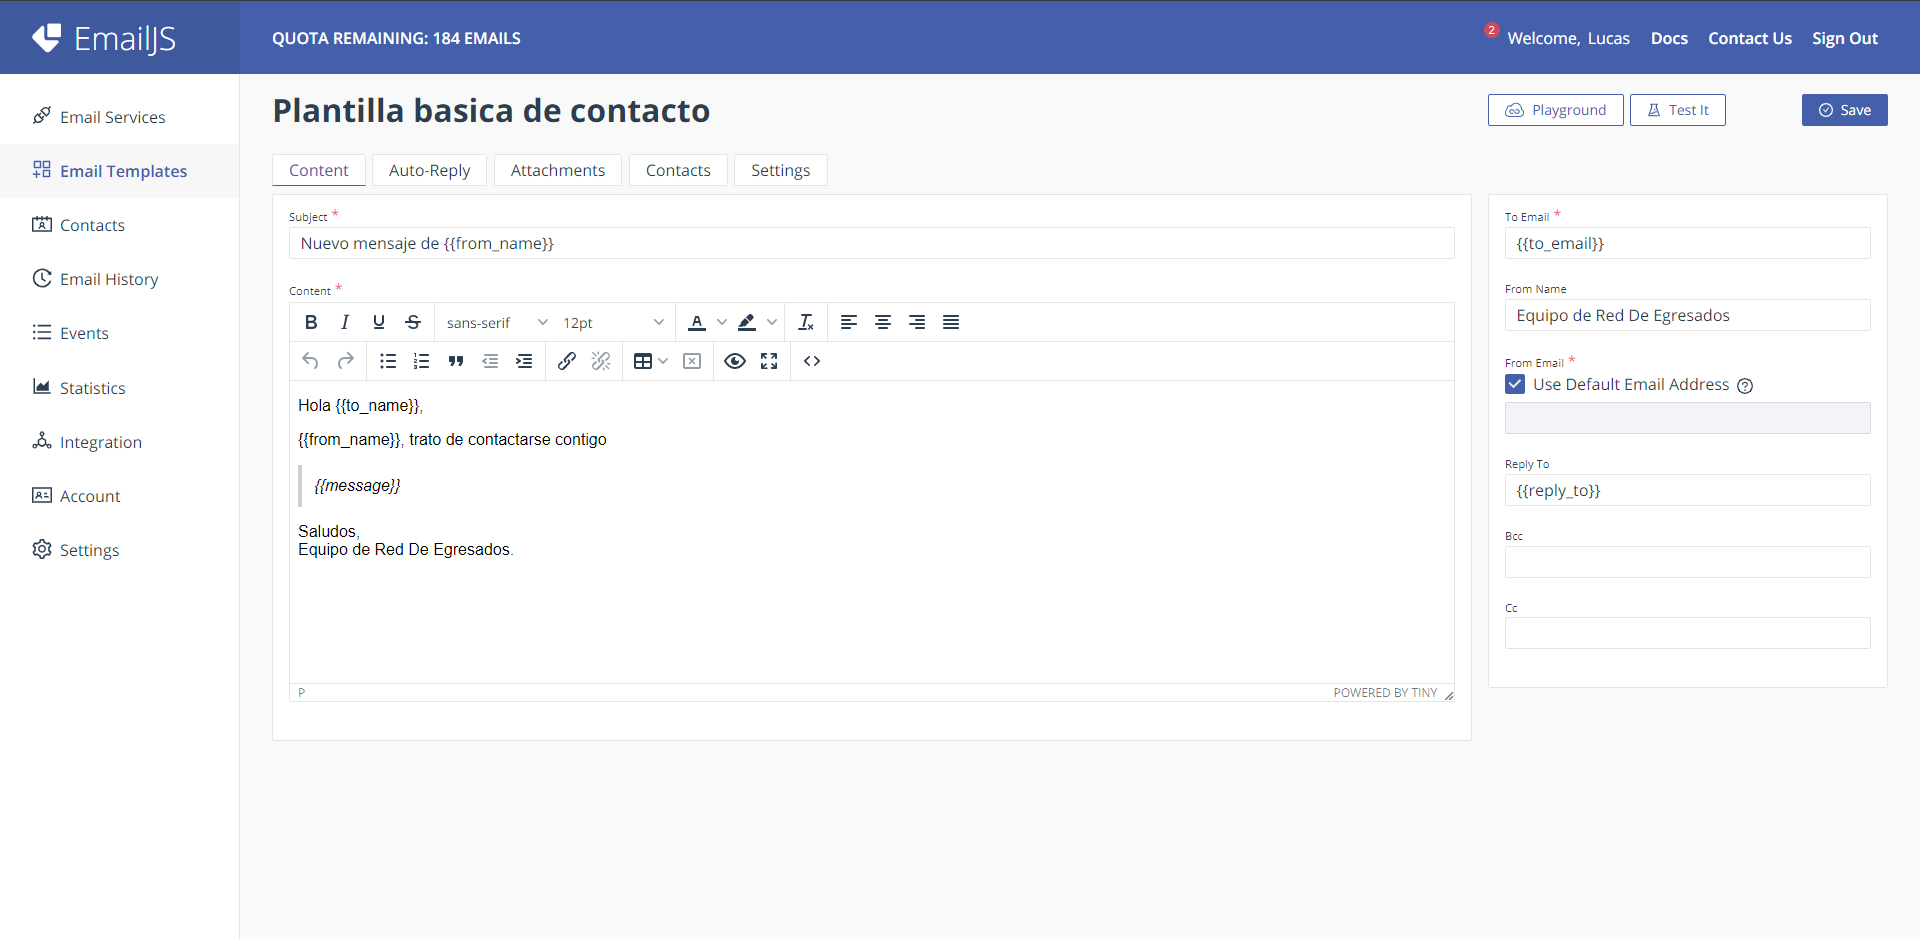 EmailJS
QUOTA REMAINING: 184 EMAILS
2
Welcome, Lucas
Docs
Contact Us
Sign Out
Email Services
Email Templates
Contacts
Email History
Events
Statistics
Integration
Account
Settings
Plantilla basica de contacto
Playground
Test It
Save
Content
Auto-Reply
Attachments
Contacts
Settings
Subject *
Nuevo mensaje de {{from_name}}
Content *
B I U S sans-serif 12pt A
Hola {{to_name}},
{{from_name}}, trato de contactarse contigo
{{message}}
Saludos,
Equipo de Red De Egresados.
P
POWERED BY TINY
To Email *
{{to_email}}
From Name
Equipo de Red De Egresados
From Email *
Use Default Email Address
Reply To
{{reply_to}}
Bcc
Cc